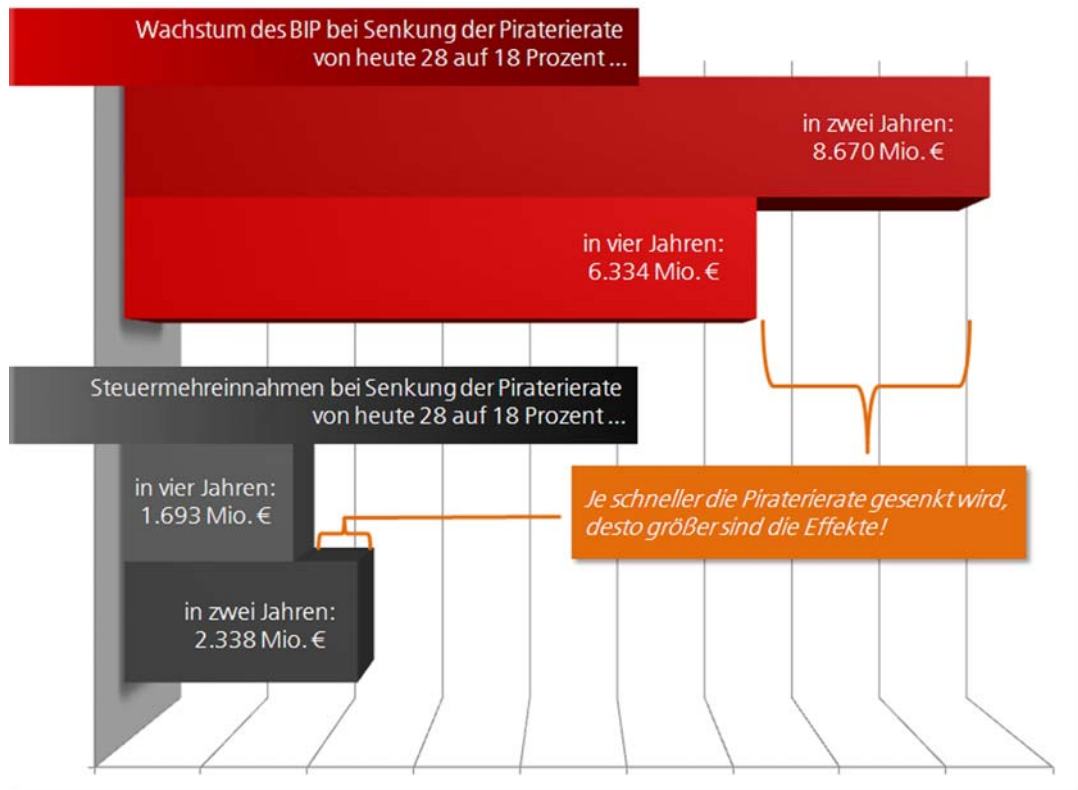 Wachstum des BIP bei Senkung der Piraterierate
von heute 28 auf 18 Prozent ...
in zwei Jahren:
8.670 Mio. €
in vier Jahren:
6.334 Mio. €
Steuermehreinnahmen bei Senkung der Piraterierate
von heute 28 auf 18 Prozent ...
in vier Jahren:
1.693 Mio. €
Je schneller die Piraterierate gesenkt wird,
desto größer sind die Effekte!
in zwei Jahren:
2.338 Mio. €